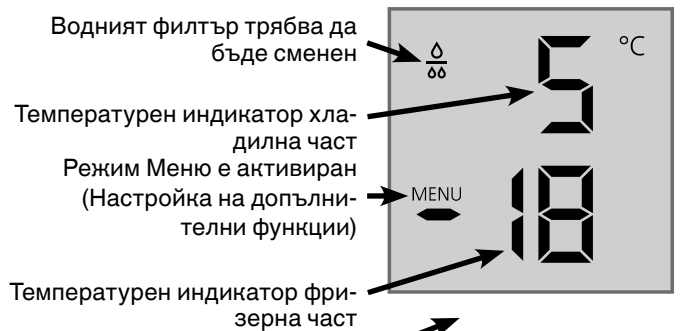 Водният филтър трябва да
бъде сменен
Температурен индикатор хла-
дилна част
Режим Меню е активиран
(Настройка на допълни-
телни функции)
Температурен индикатор фри-
зерна част
5 °C
MENU
-18